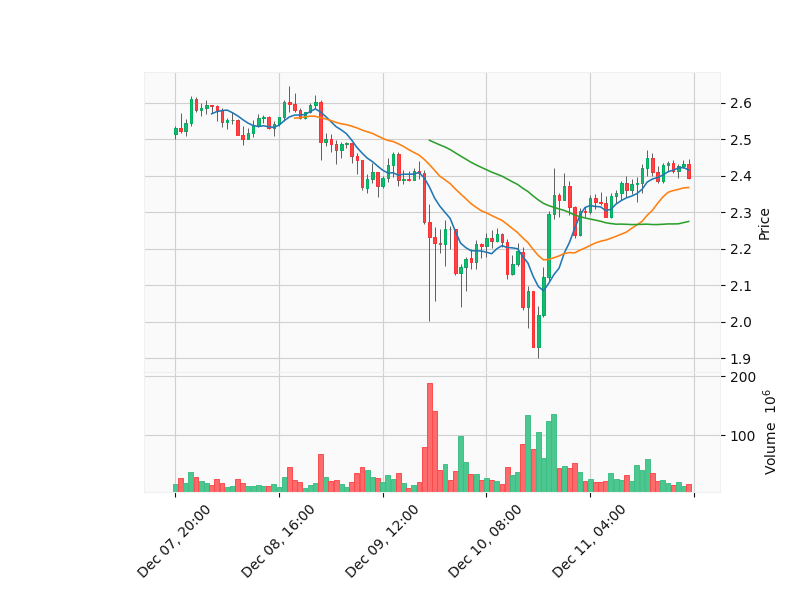 2.6
2.5
2.4
2.3
2.2
2.1
2.0
1.9
Price
200
100
Volume 10⁶
Dec 07, 20:00
Dec 08, 16:00
Dec 09, 12:00
Dec 10, 08:00
Dec 11, 04:00